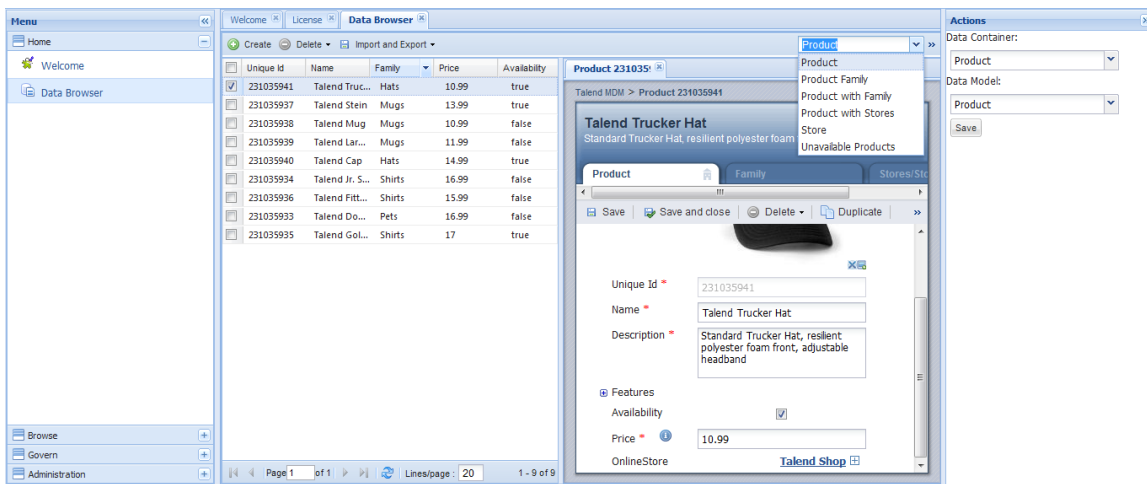 Menu
Home
Welcome
Data Browser
Browse
Govern
Administration
Welcome License Data Browser
Create Delete Import and Export
Product
Product
Product Family
Product with Family
Product with Stores
Store
Unavailable Products
Unique Id Name Family Price Availability
231035941 Talend Truc... Hats 10.99 true
231035937 Talend Stein Mugs 13.99 true
231035938 Talend Mug Mugs 10.99 false
231035939 Talend Lar... Mugs 11.99 false
231035940 Talend Cap Hats 14.99 true
231035934 Talend Jr. S... Shirts 16.99 false
231035936 Talend Fitt... Shirts 15.99 false
231035933 Talend Do... Pets 16.99 false
231035935 Talend Gol... Shirts 17 true
Page 1 of 1 Lines/page : 20 1 - 9 of 9
Product 23103594
Talend MDM > Product 231035941
Talend Trucker Hat
Standard Trucker Hat, resilient polyester foam
Product Family Stores/Sto
Save Save and close Delete Duplicate
Unique Id * 231035941
Name * Talend Trucker Hat
Description * Standard Trucker Hat, resilient
polyester foam front, adjustable
headband
Features
Availability
Price * 10.99
OnlineStore Talend Shop
Actions
Data Container:
Product
Data Model:
Product
Save